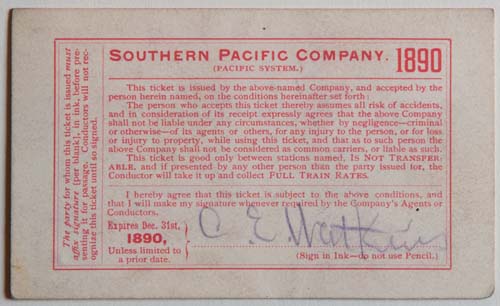 The party for whom this ticket is issued must
affix signature [per blank], in ink, before pre-
senting it for passage. Conductors will not rec-
ognize this ticket until so signed.
SOUTHERN PACIFIC COMPANY. 1890
(PACIFIC SYSTEM.)
This ticket is issued by the above-named Company, and accepted by the
person herein named, on the conditions hereinafter set forth:
The person who accepts this ticket thereby assumes all risk of accidents,
and in consideration of its receipt expressly agrees that the above Company
shall not be liable under any circumstances, whether by negligence—criminal
or otherwise—of its agents or others, for any injury to the person, or for loss
or injury to property, while using this ticket, and that as to such person the
above Company shall not be considered as common carriers, or liable as such.
This ticket is good only between stations named, IS NOT TRANSFER-
ABLE, and if presented by any other person than the party issued for, the
Conductor will take it up and collect FULL TRAIN RATES.
I hereby agree that this ticket is subject to the above conditions, and
that I will make my signature whenever required by the Company's Agents or
Conductors.
Expires Dec. 31st,
1890,
Unless limited to
a prior date.
C. E. Watkins
(Sign in Ink—do not use Pencil.)